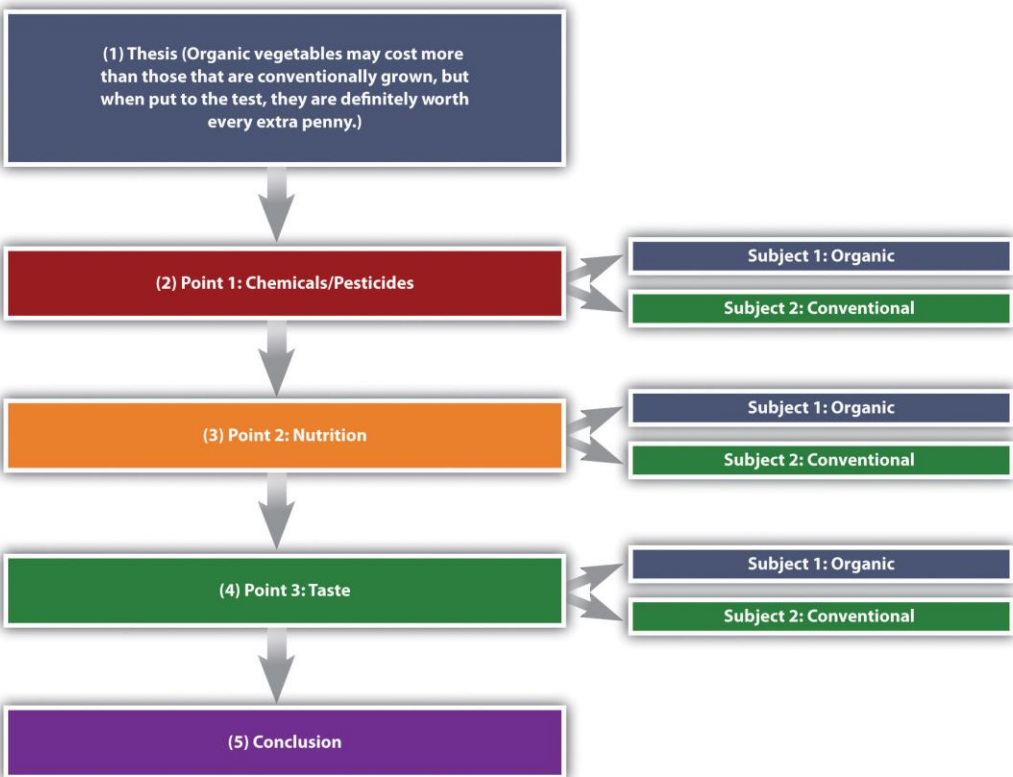 (1) Thesis (Organic vegetables may cost more
than those that are conventionally grown, but
when put to the test, they are definitely worth
every extra penny.)
(2) Point 1: Chemicals/Pesticides
Subject 1: Organic
Subject 2: Conventional
(3) Point 2: Nutrition
Subject 1: Organic
Subject 2: Conventional
(4) Point 3: Taste
Subject 1: Organic
Subject 2: Conventional
(5) Conclusion